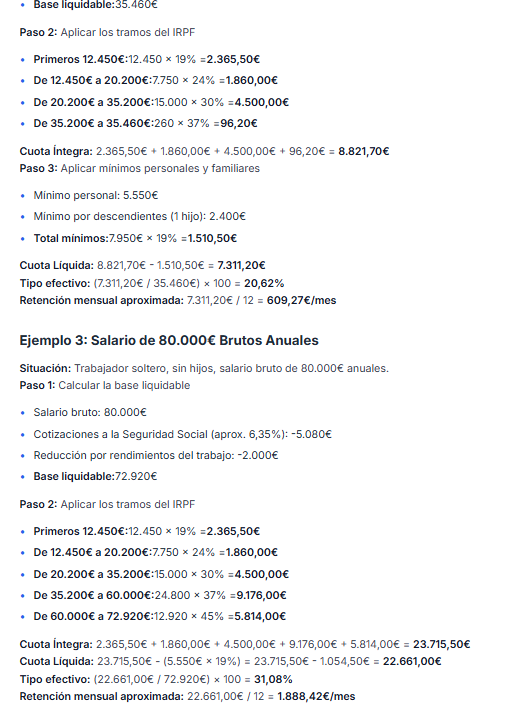 • Base liquidable:35.460€
Paso 2: Aplicar los tramos del IRPF
• Primeros 12.450€:12.450 × 19% =2.365,50€
• De 12.450€ a 20.200€:7.750 × 24% =1.860,00€
• De 20.200€ a 35.200€:15.000 × 30% =4.500,00€
• De 35.200€ a 35.460€:260 × 37% =96,20€
Cuota Íntegra: 2.365,50€ + 1.860,00€ + 4.500,00€ + 96,20€ = 8.821,70€
Paso 3: Aplicar mínimos personales y familiares
• Mínimo personal: 5.550€
• Mínimo por descendientes (1 hijo): 2.400€
• Total mínimos:7.950€ × 19% =1.510,50€
Cuota Líquida: 8.821,70€ - 1.510,50€ = 7.311,20€
Tipo efectivo: (7.311,20€ / 35.460€) × 100 = 20,62%
Retención mensual aproximada: 7.311,20€ / 12 = 609,27€/mes
Ejemplo 3: Salario de 80.000€ Brutos Anuales
Situación: Trabajador soltero, sin hijos, salario bruto de 80.000€ anuales.
Paso 1: Calcular la base liquidable
• Salario bruto: 80.000€
• Cotizaciones a la Seguridad Social (aprox. 6,35%): -5.080€
• Reducción por rendimientos del trabajo: -2.000€
• Base liquidable:72.920€
Paso 2: Aplicar los tramos del IRPF
• Primeros 12.450€:12.450 × 19% =2.365,50€
• De 12.450€ a 20.200€:7.750 × 24% =1.860,00€
• De 20.200€ a 35.200€:15.000 × 30% =4.500,00€
• De 35.200€ a 60.000€:24.800 × 37% =9.176,00€
• De 60.000€ a 72.920€:12.920 × 45% =5.814,00€
Cuota Íntegra: 2.365,50€ + 1.860,00€ + 4.500,00€ + 9.176,00€ + 5.814,00€ = 23.715,50€
Cuota Líquida: 23.715,50€ - (5.550€ × 19%) = 23.715,50€ - 1.054,50€ = 22.661,00€
Tipo efectivo: (22.661,00€ / 72.920€) × 100 = 31,08%
Retención mensual aproximada: 22.661,00€ / 12 = 1.888,42€/mes